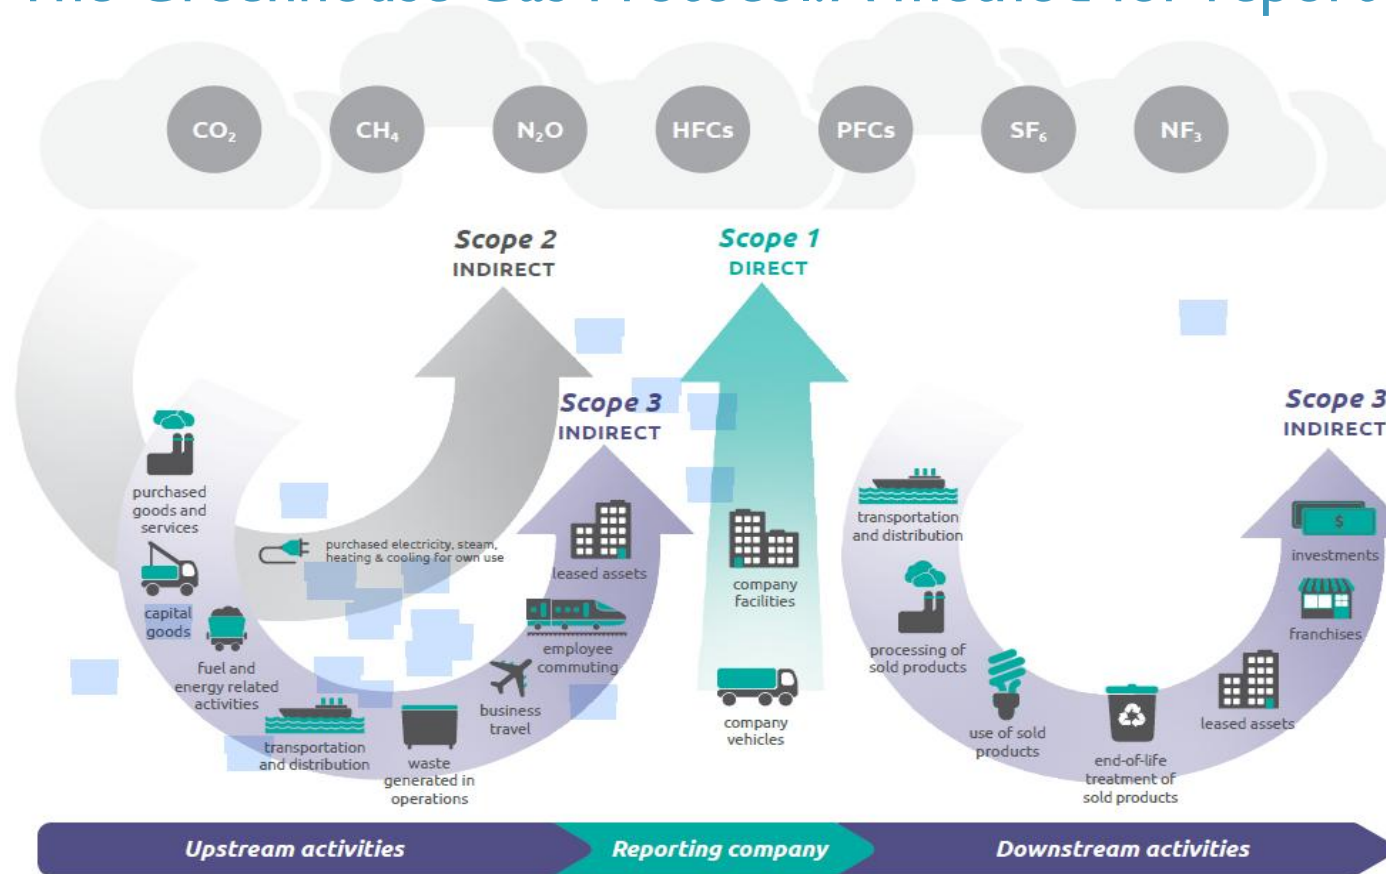 CO₂
CH₄
N₂O
HFCs
PFCs
SF₆
NF₃
Scope 2
INDIRECT
Scope 1
DIRECT
Scope 3
INDIRECT
Scope 3
INDIRECT
purchased
goods and
services
capital
goods
fuel and
energy related
activities
transportation
and distribution
waste
generated in
operations
business
travel
employee
commuting
leased assets
purchased electricity, steam,
heating & cooling for own use
company
facilities
company
vehicles
transportation
and distribution
processing of
sold products
use of sold
products
end-of-life
treatment of
sold products
leased assets
franchises
$
investments
Upstream activities
Reporting company
Downstream activities